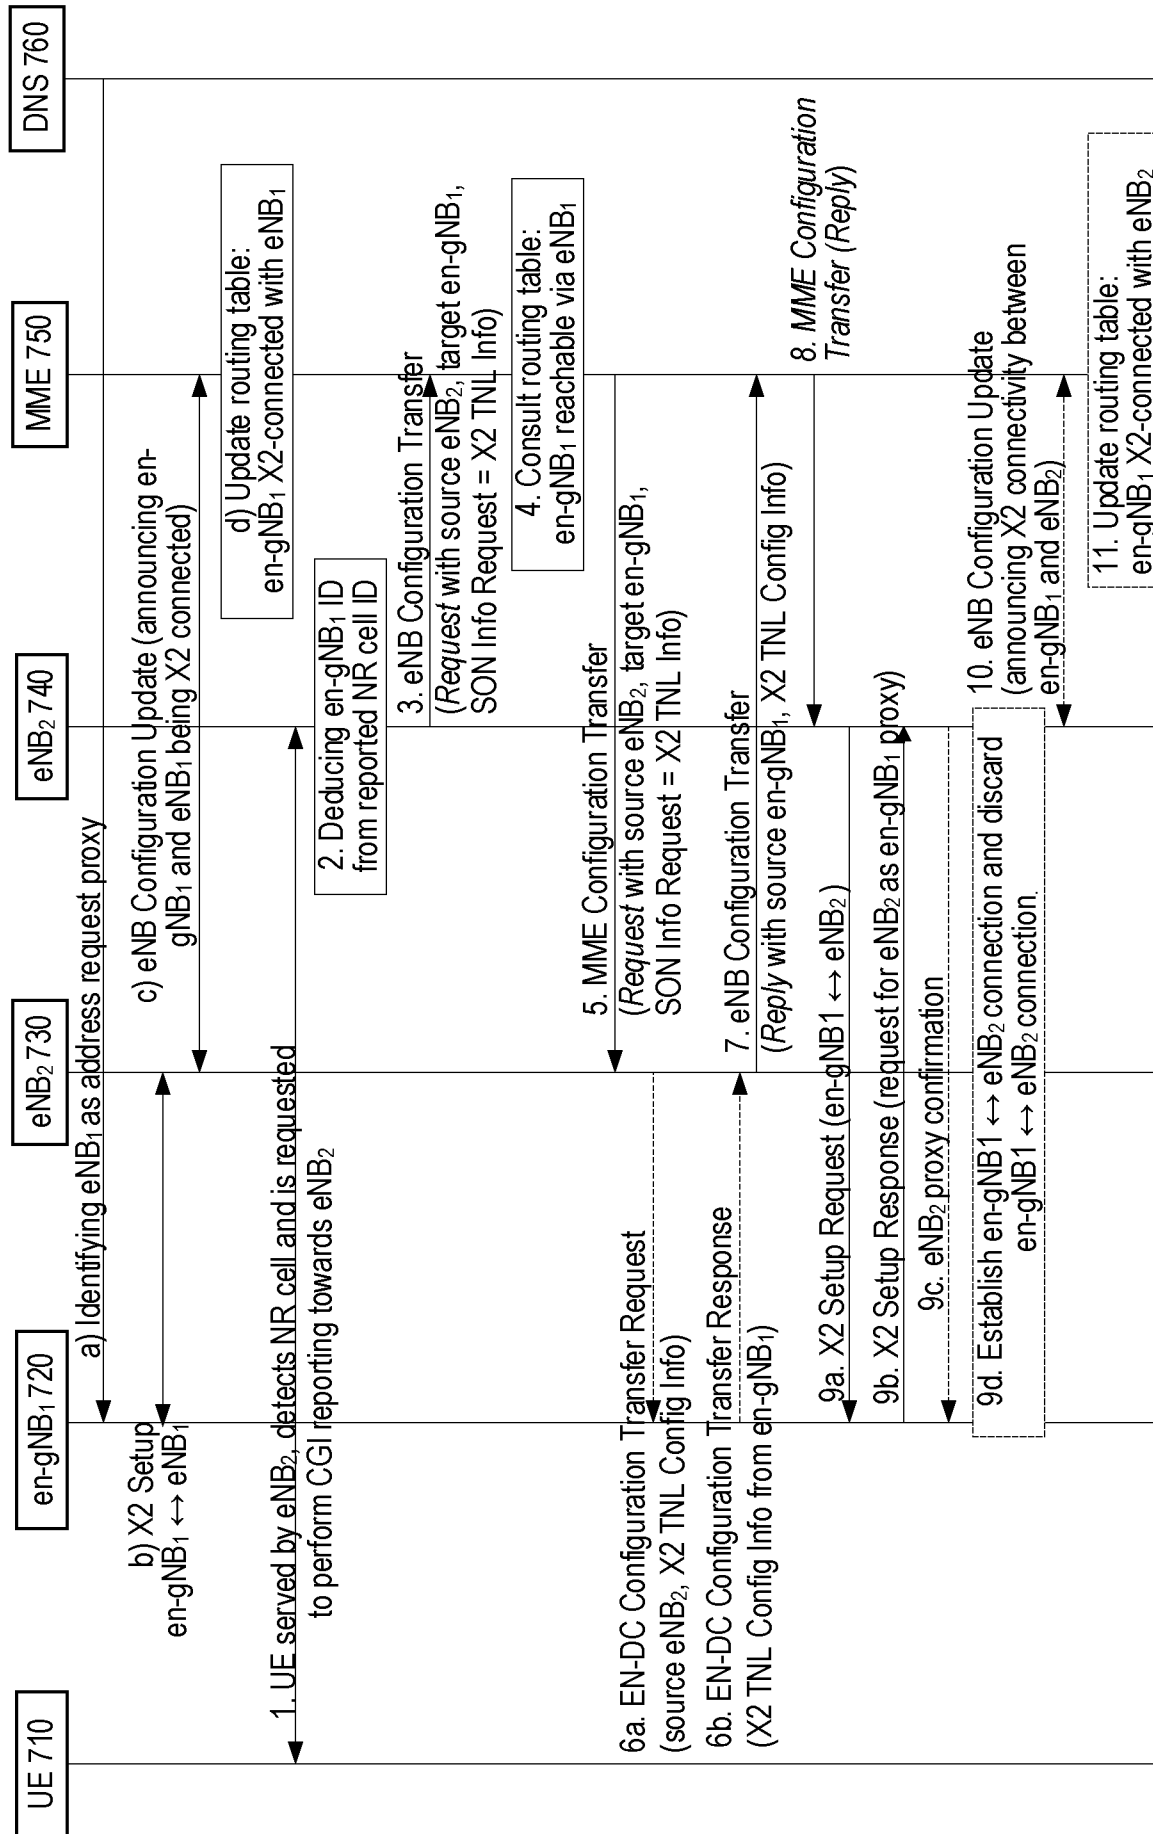 UE 710
en-gNB₁ 720
eNB₂ 730
eNB₂ 740
MME 750
DNS 760
a) Identifying eNB₁ as address request proxy
b) X2 Setup
en-gNB₁ ↔ eNB₁
c) eNB Configuration Update (announcing en-
gNB₁ and eNB₁ being X2 connected)
d) Update routing table:
en-gNB₁ X2-connected with eNB₁
1. UE served by eNB₂, detects NR cell and is requested
to perform CGI reporting towards eNB₂
2. Deducing en-gNB₁ ID
from reported NR cell ID
3. eNB Configuration Transfer
(Request with source eNB₂, target en-gNB₁,
SON Info Request = X2 TNL Info)
4. Consult routing table:
en-gNB₁ reachable via eNB₁
5. MME Configuration Transfer
(Request with source eNB₂, target en-gNB₁,
SON Info Request = X2 TNL Info)
6a. EN-DC Configuration Transfer Request
(source eNB₂, X2 TNL Config Info)
6b. EN-DC Configuration Transfer Response
(X2 TNL Config Info from en-gNB₁)
7. eNB Configuration Transfer
(Reply with source en-gNB₁, X2 TNL Config Info)
8. MME Configuration
Transfer (Reply)
9a. X2 Setup Request (en-gNB1 ↔ eNB₂)
9b. X2 Setup Response (request for eNB₂ as en-gNB₁ proxy)
9c. eNB₂ proxy confirmation
9d. Establish en-gNB1 ↔ eNB₂ connection and discard
en-gNB1 ↔ eNB₂ connection.
10. eNB Configuration Update
(announcing X2 connectivity between
en-gNB₁ and eNB₂)
11. Update routing table:
en-gNB₁ X2-connected with eNB₂